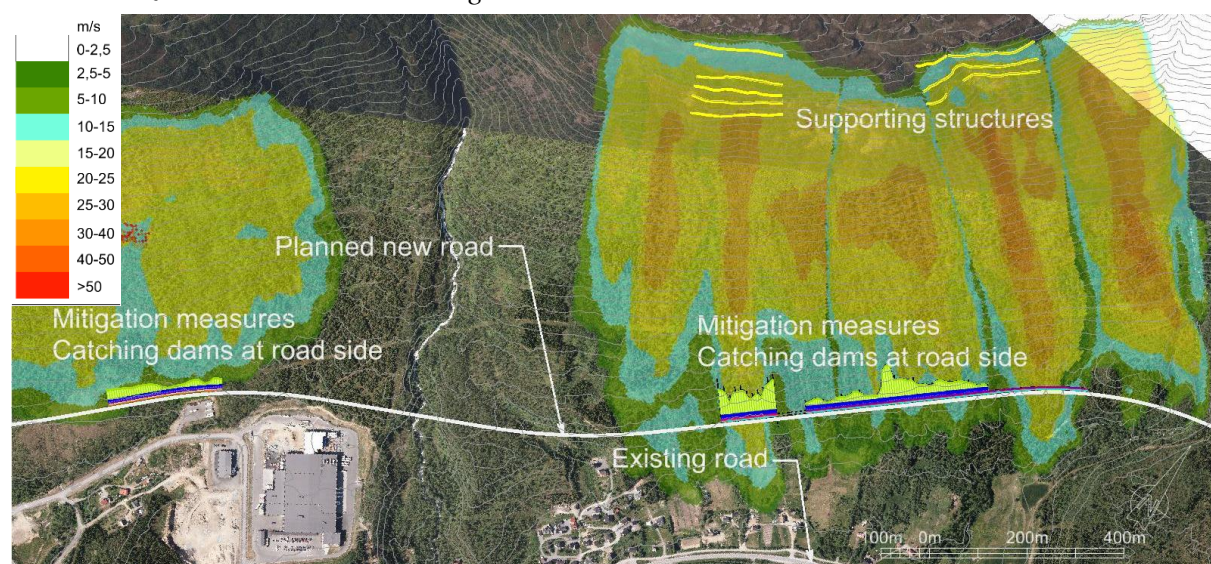 m/s
0-2,5
2,5-5
5-10
10-15
15-20
20-25
25-30
30-40
40-50
>50
Supporting structures
Planned new road
Mitigation measures
Catching dams at road side
Mitigation measures
Catching dams at road side
Existing road
100m 0m 200m 400m